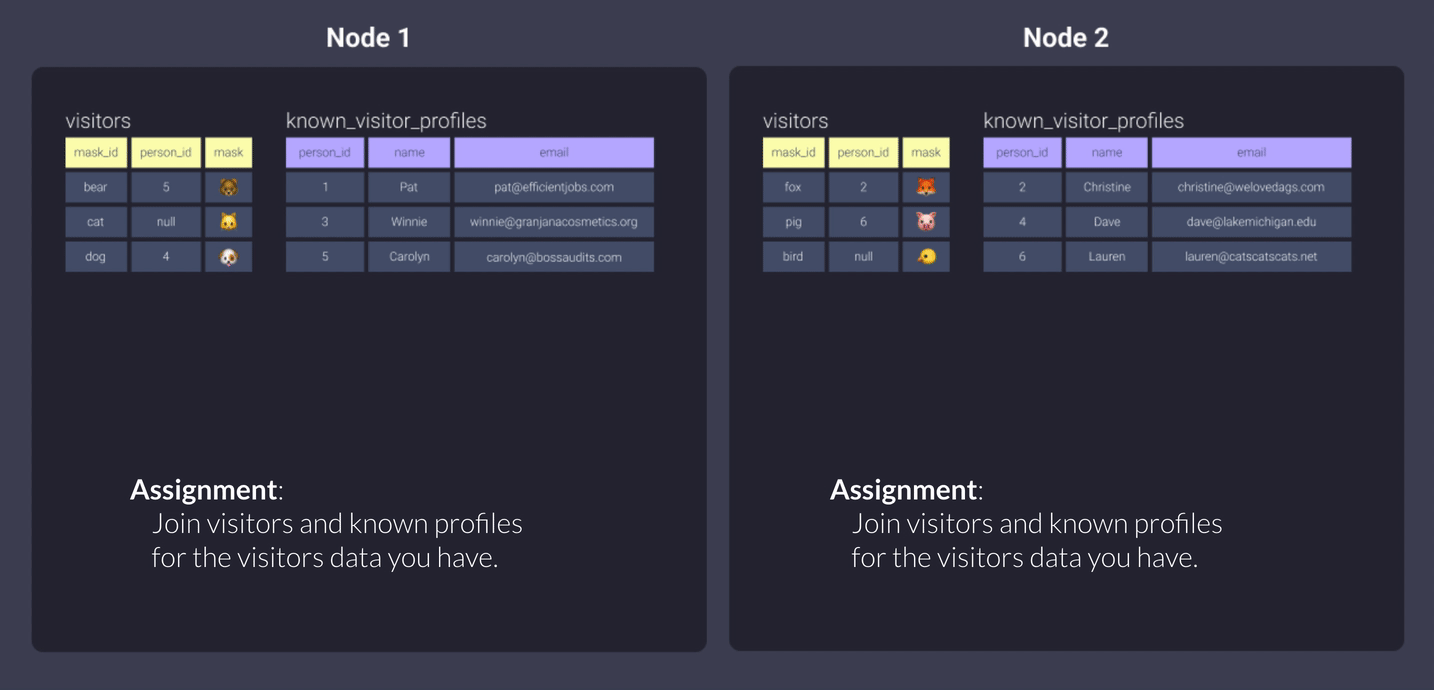 Node 1
visitors
mask_id person_id mask
bear 5
cat null
dog 4
known_visitor_profiles
person_id name email
1 Pat pat@efficientjobs.com
3 Winnie winnie@granjanacosmetics.org
5 Carolyn carolyn@bossaudits.com
Assignment:
Join visitors and known profiles
for the visitors data you have.
Node 2
visitors
mask_id person_id mask
fox 2
pig 6
bird null
known_visitor_profiles
person_id name email
2 Christine christine@welovedags.com
4 Dave dave@lakemichigan.edu
6 Lauren lauren@catscatscats.net
Assignment:
Join visitors and known profiles
for the visitors data you have.